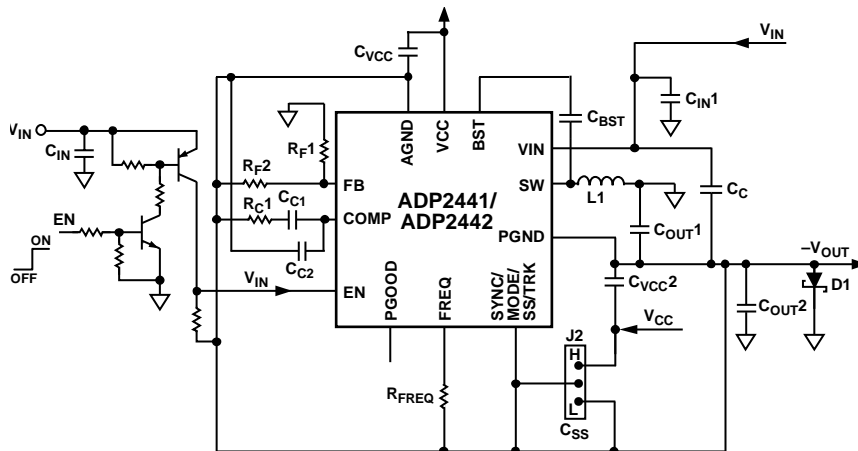 C_VCC
V_IN
C_IN1
C_BST
AGND
VCC
BST
VIN
V_IN
C_IN
R_F1
R_F2
FB
ADP2441/
ADP2442
SW
L1
C_C
R_C1
C_C1
COMP
C_OUT1
PGND
EN
ON
OFF
C_C2
–V_OUT
V_IN
EN
PGOOD
FREQ
SYNC/
MODE/
SS/TRK
C_VCC2
C_OUT2
D1
V_CC
J2
H
L
R_FREQ
C_SS